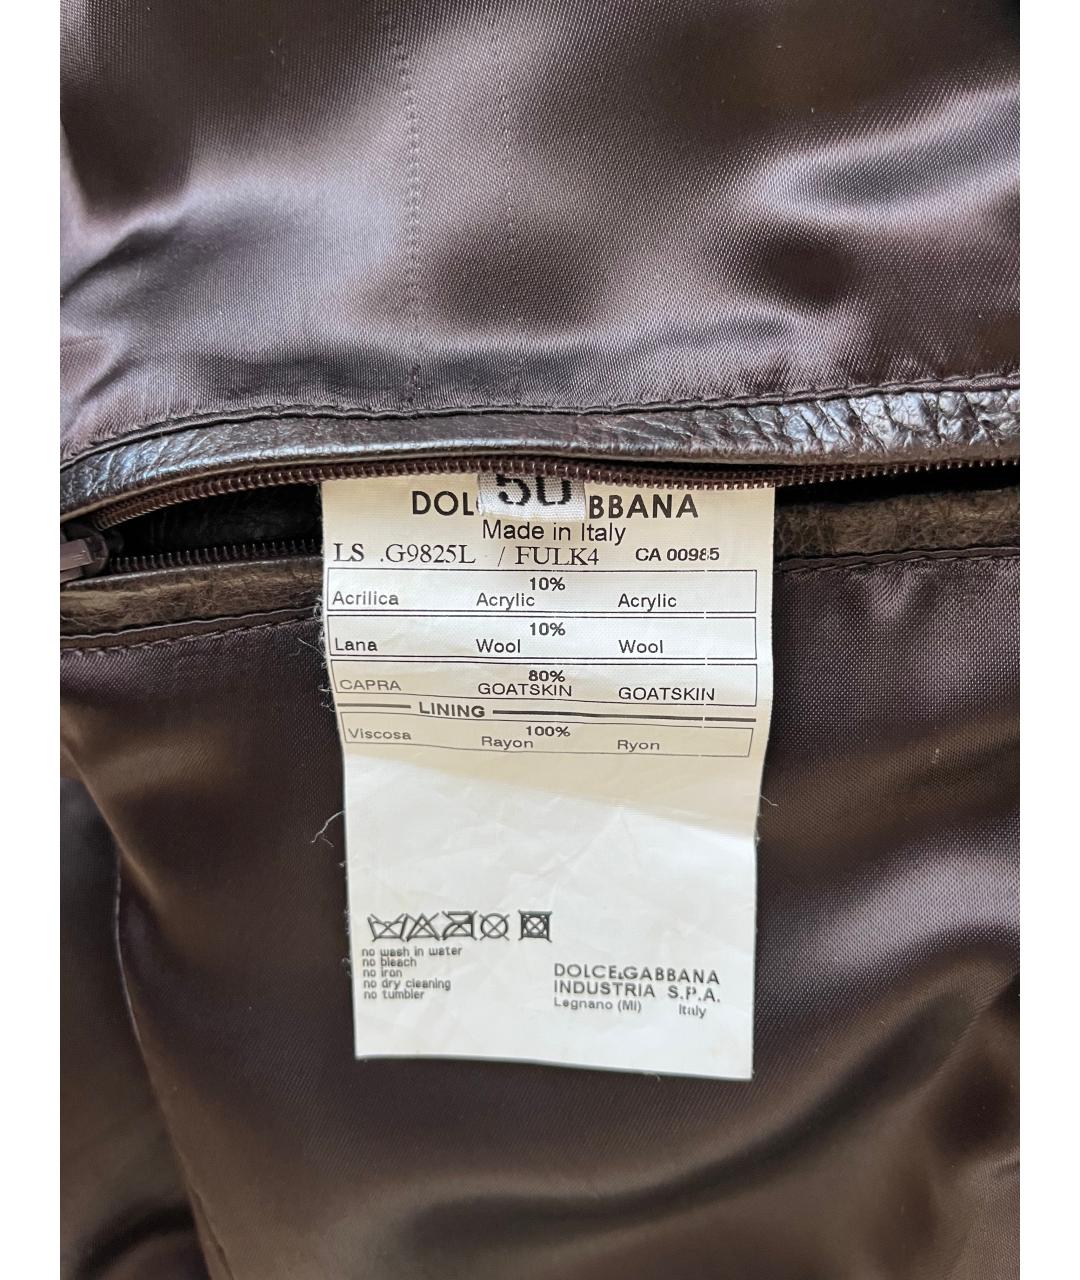 50
DOL BBANA
Made in Italy
LS .G9825L / FULK4 CA 00985
10%
Acrilica Acrylic Acrylic
10%
Lana Wool Wool
80%
CAPRA GOATSKIN GOATSKIN
LINING
100%
Viscosa Rayon Ryon
no wash in water
no bleach
no iron
no dry cleaning
no tumbler
DOLCE&GABBANA
INDUSTRIA S.P.A.
Legnano (MI) Italy